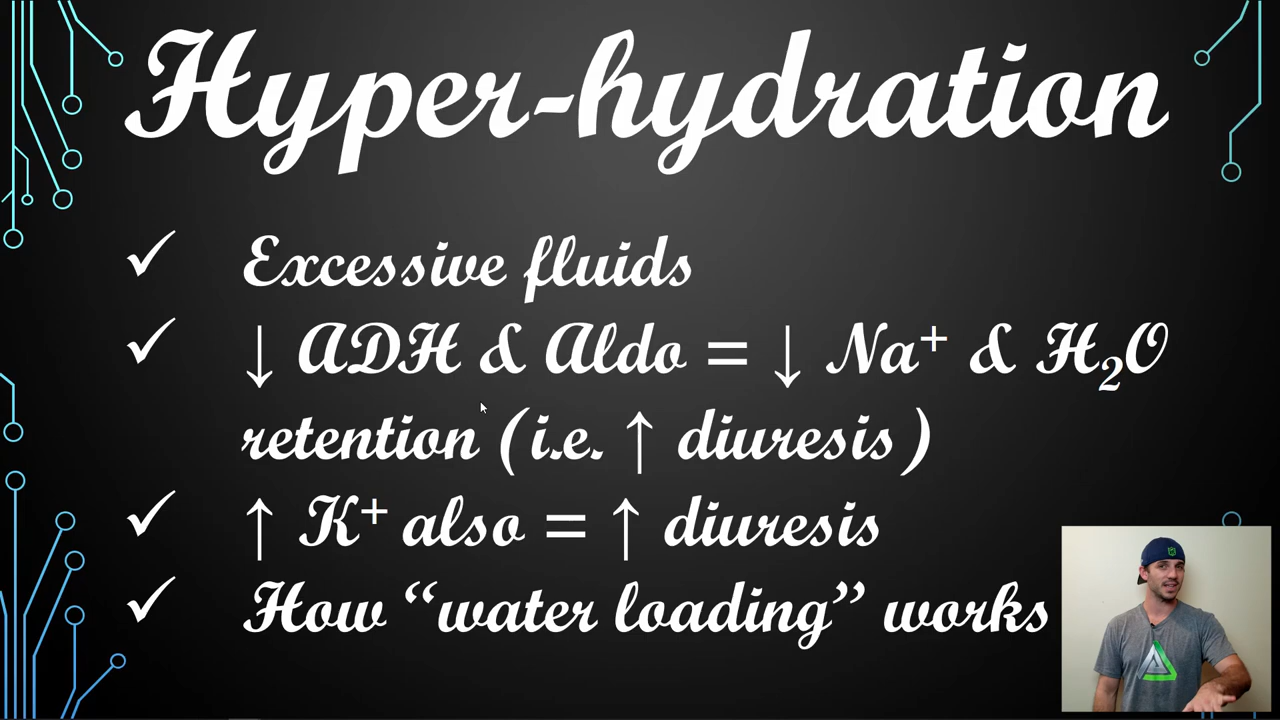 Hyper-hydration
✓ Excessive fluids
✓ ↓ ADH & Aldo = ↓ Na⁺ & H₂O
retention (i.e. ↑ diuresis)
✓ ↑ K⁺ also = ↑ diuresis
✓ How “water loading” works